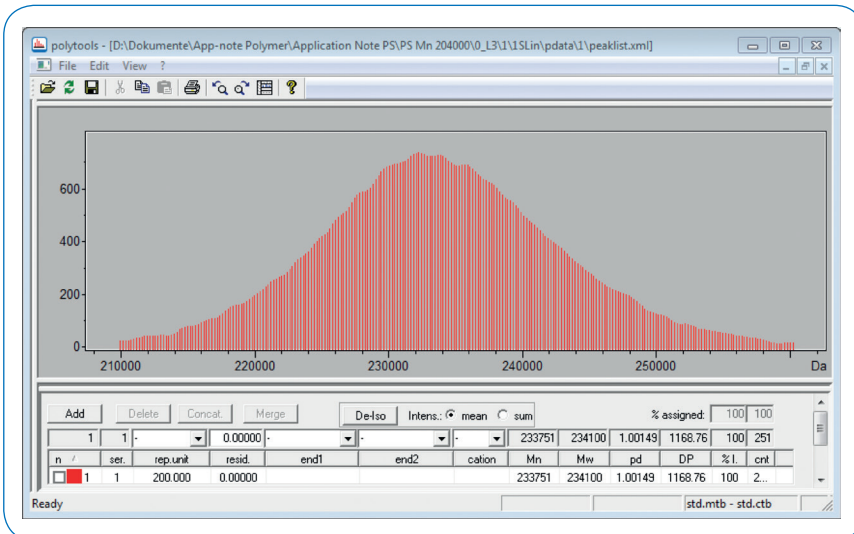 polytools - [D:\Dokumente\App-note Polymer\Application Note PS\PS Mn 204000\0_L3\1\1SLin\pdata\1\peaklist.xml]
File Edit View ?
600
400
200
0
210000 220000 230000 240000 250000 Da
Add Delete Concat. Merge De-Iso Intens.: mean sum % assigned: 100 100
1 1 - 0.00000 - - - 233751 234100 1.00149 1168.76 100 251
n / ser. rep.unit resid. end1 end2 cation Mn Mw pd DP % I. cnt
1 1 200.000 0.00000 233751 234100 1.00149 1168.76 100 2...
Ready std.mtb - std.ctb